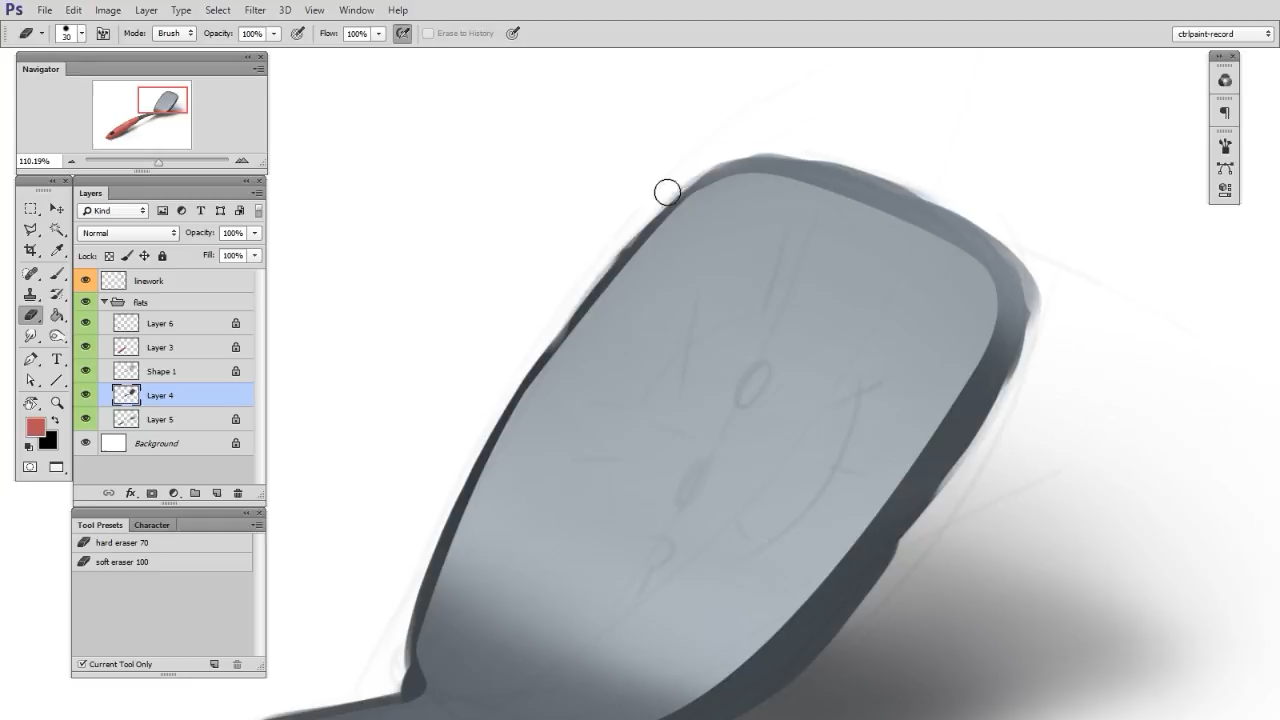 Ps File Edit Image Layer Type Select Filter 3D View Window Help
30 Mode: Brush Opacity: 100% Flow: 100% Erase to History ctrlpaint-record
Navigator
110.19%
Layers
Kind
Normal Opacity: 100%
Lock: Fill: 100%
linework
flats
Layer 6
Layer 3
Shape 1
Layer 4
Layer 5
Background
fx
Tool Presets Character
hard eraser 70
soft eraser 100
Current Tool Only